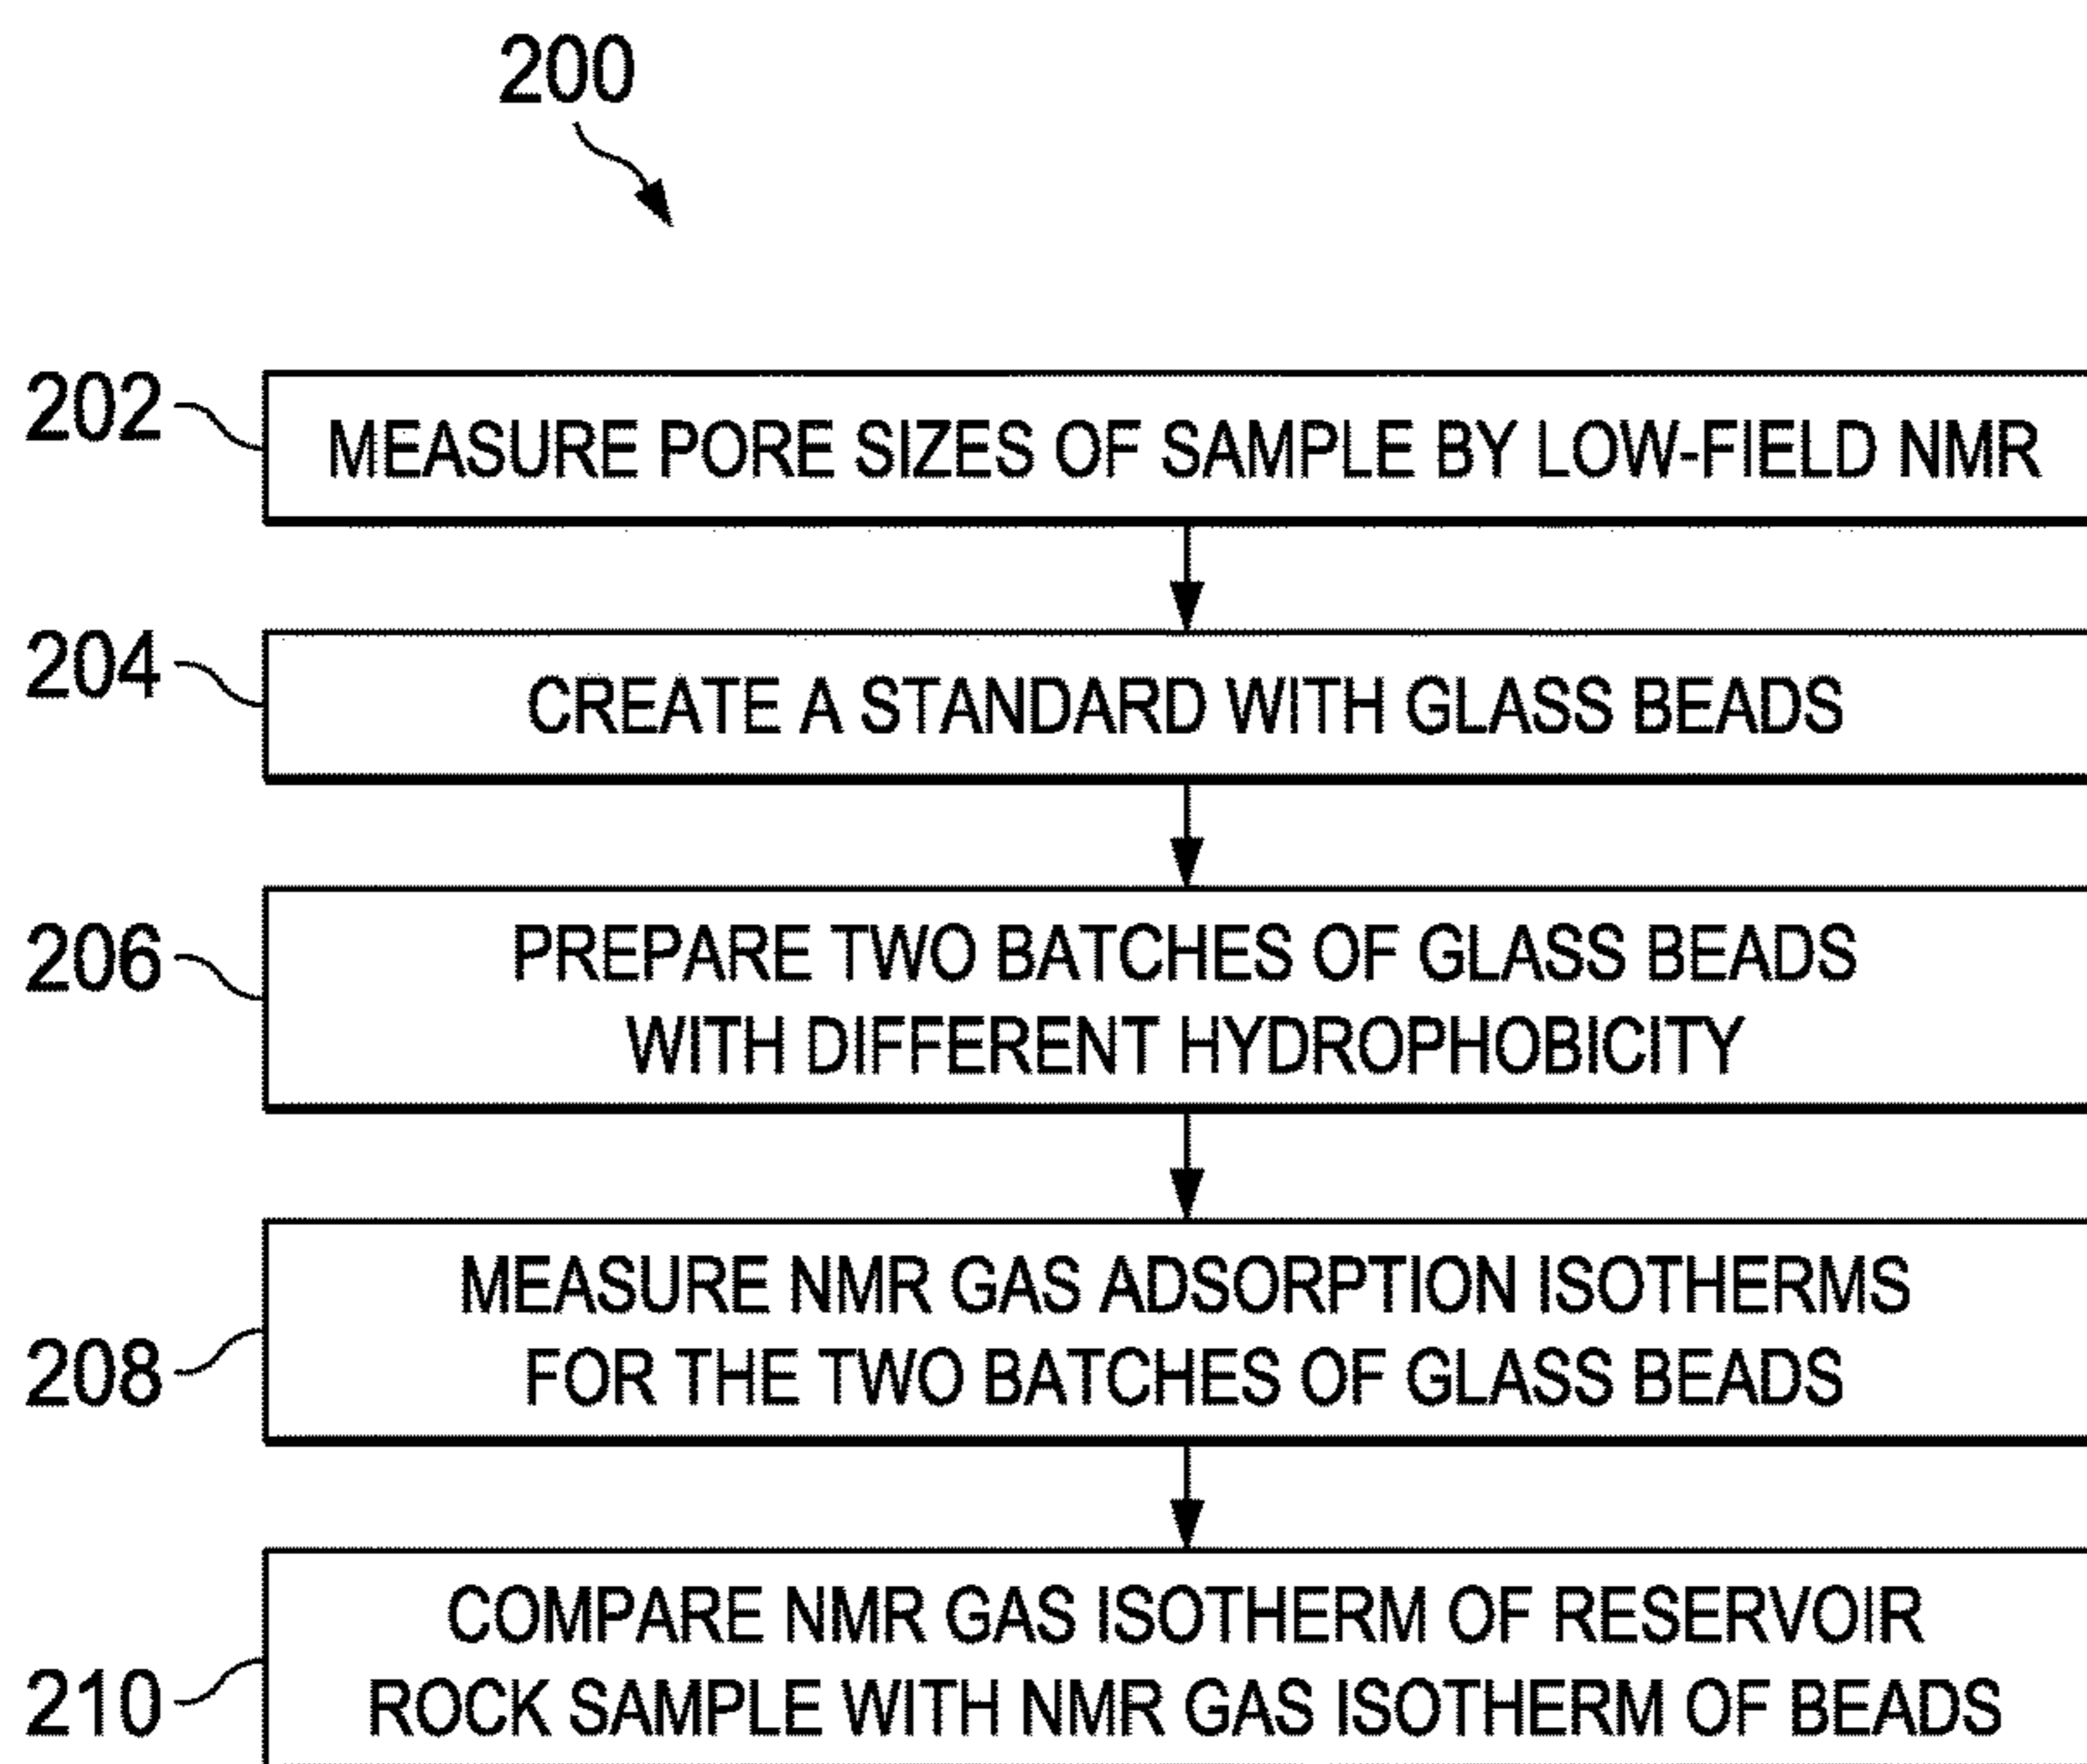 200
202
MEASURE PORE SIZES OF SAMPLE BY LOW-FIELD NMR
204
CREATE A STANDARD WITH GLASS BEADS
206
PREPARE TWO BATCHES OF GLASS BEADS
WITH DIFFERENT HYDROPHOBICITY
208
MEASURE NMR GAS ADSORPTION ISOTHERMS
FOR THE TWO BATCHES OF GLASS BEADS
210
COMPARE NMR GAS ISOTHERM OF RESERVOIR
ROCK SAMPLE WITH NMR GAS ISOTHERM OF BEADS